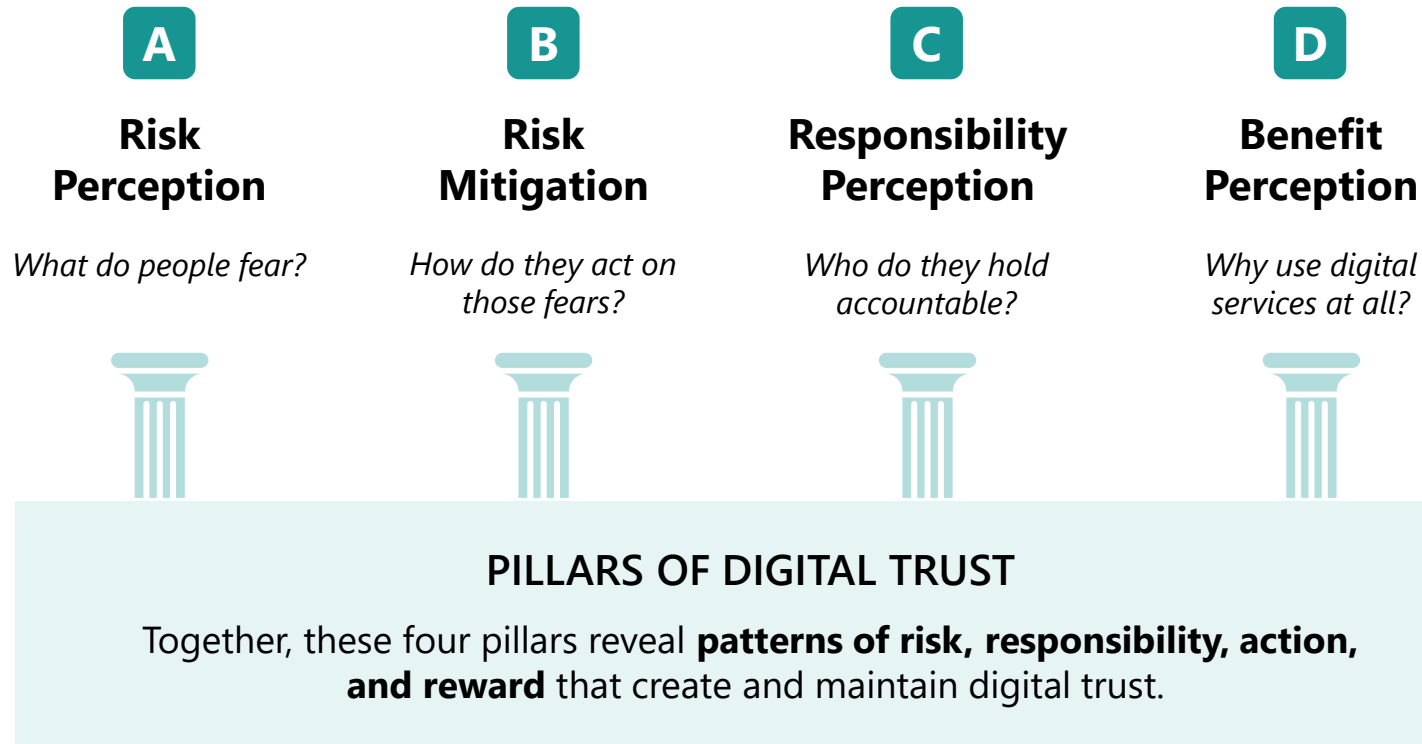 A
Risk
Perception
What do people fear?
B
Risk
Mitigation
How do they act on
those fears?
C
Responsibility
Perception
Who do they hold
accountable?
D
Benefit
Perception
Why use digital
services at all?
PILLARS OF DIGITAL TRUST
Together, these four pillars reveal patterns of risk, responsibility, action,
and reward that create and maintain digital trust.